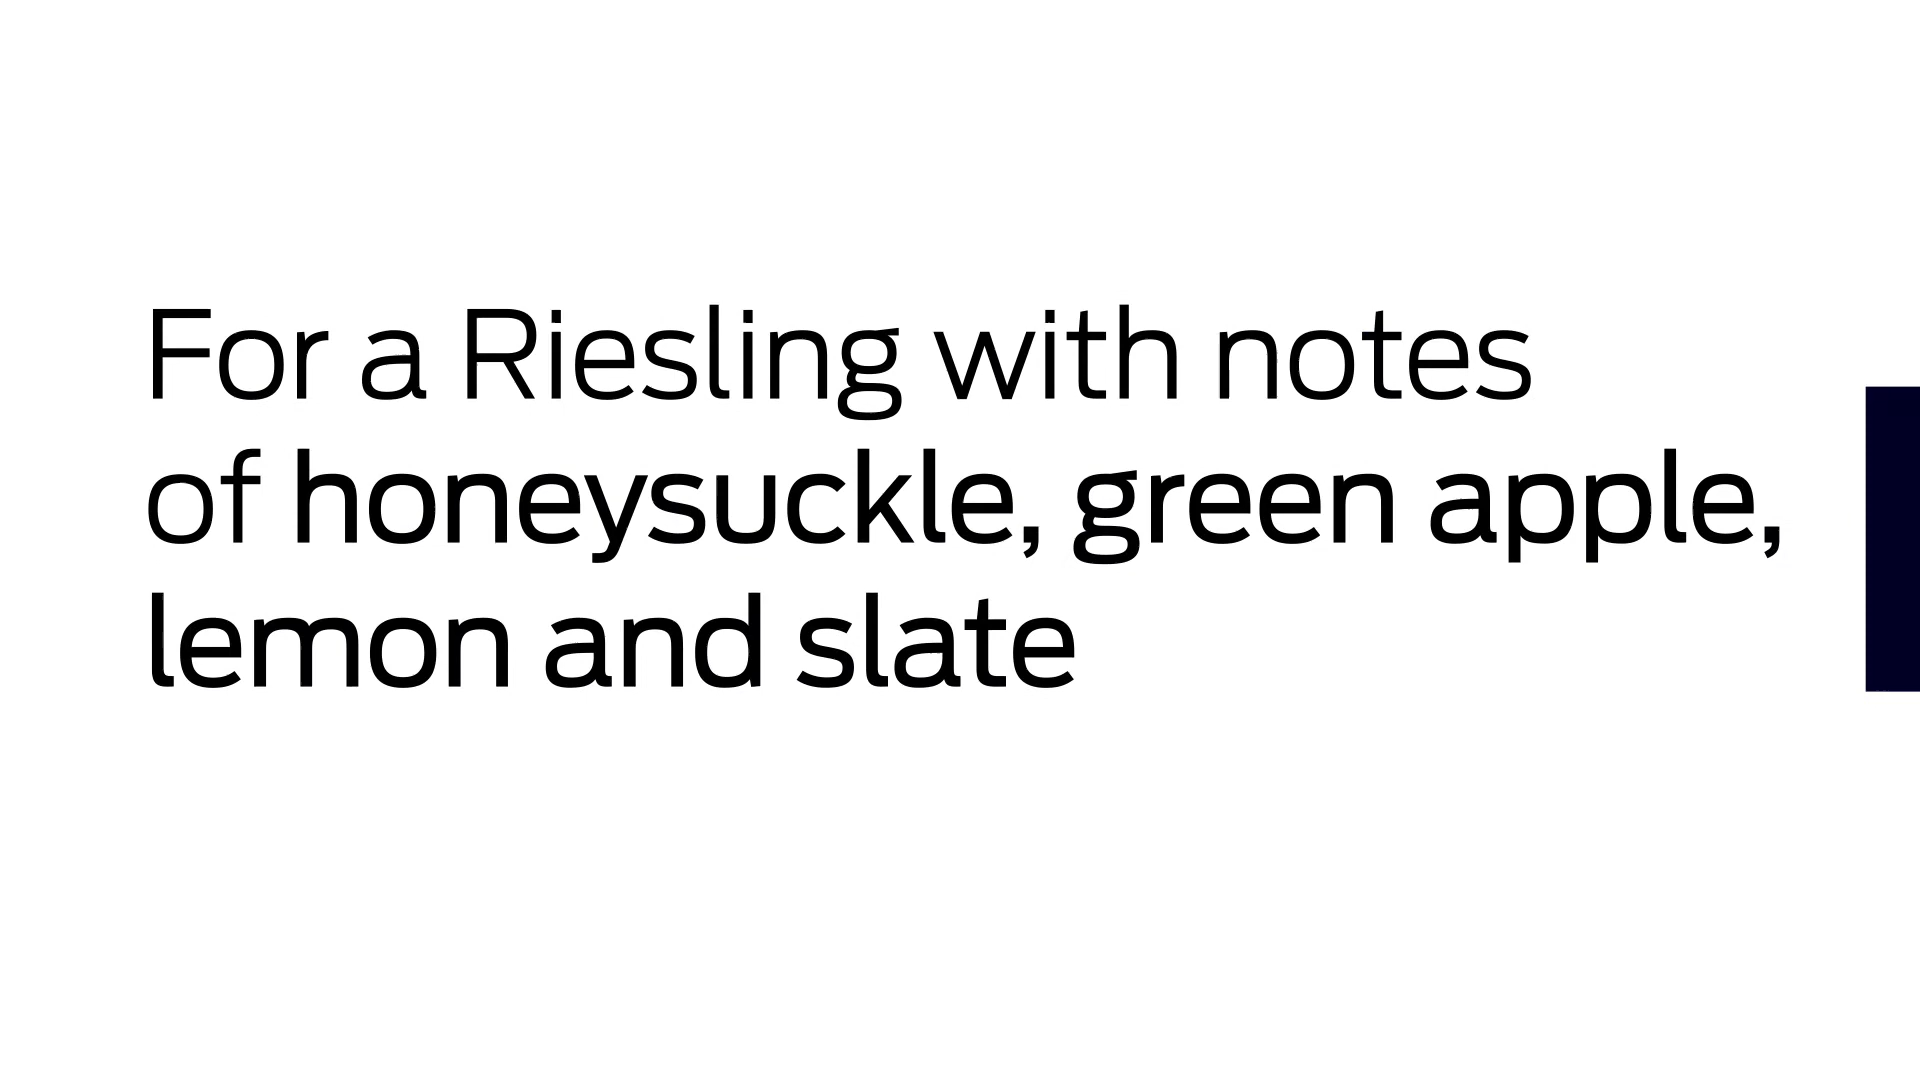 For a Riesling with notes
of honeysuckle, green apple,
lemon and slate